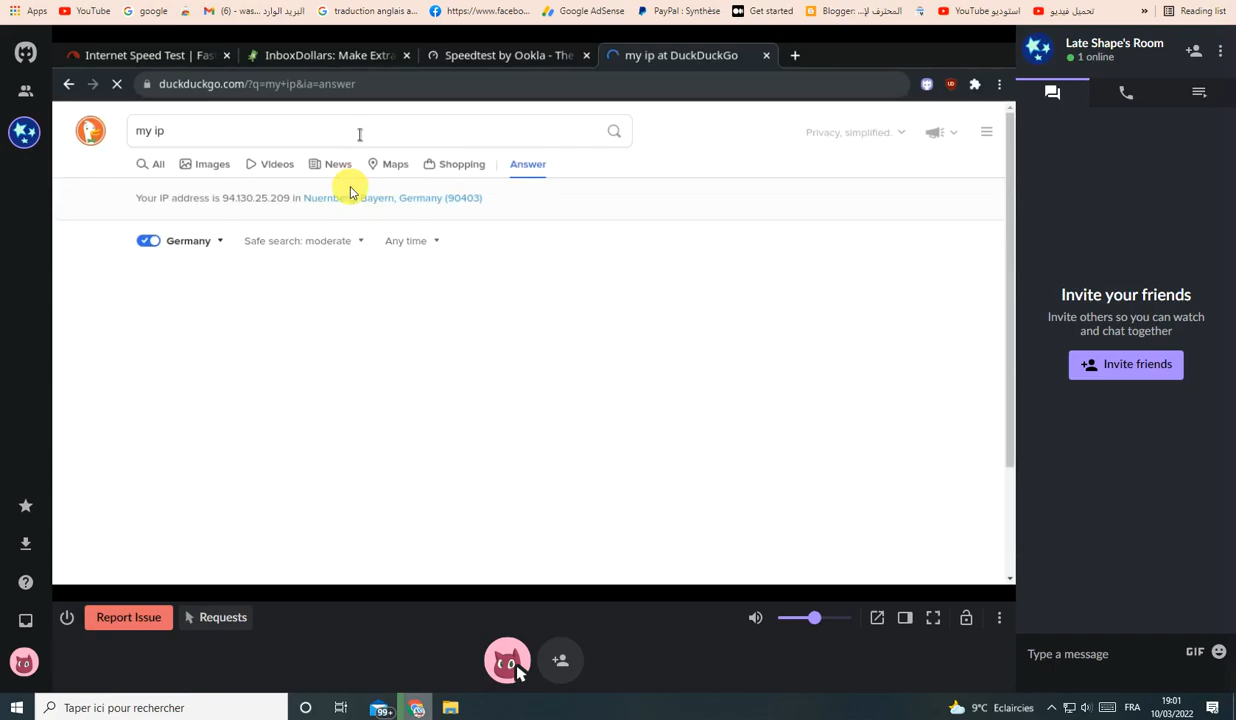 Apps YouTube google (6) - was... البريد الوارد traduction anglais a... https://www.facebo... Google AdSense PayPal : Synthèse Get started Blogger: المحترف لإ... YouTube استوديو تحميل فيديو » Reading list
Internet Speed Test | Fas InboxDollars: Make Extra Speedtest by Ookla - The my ip at DuckDuckGo
duckduckgo.com/?q=my+ip&ia=answer
my ip
Privacy, simplified.
All Images Videos News Maps Shopping Answer
Your IP address is 94.130.25.209 in Bayern, Germany (90403)
Germany Safe search: moderate Any time
Late Shape's Room
1 online
Invite your friends
Invite others so you can watch
and chat together
Invite friends
Report Issue Requests
Type a message GIF
Taper ici pour rechercher 99+ 9°C Eclaircies FRA 19:01
10/03/2022